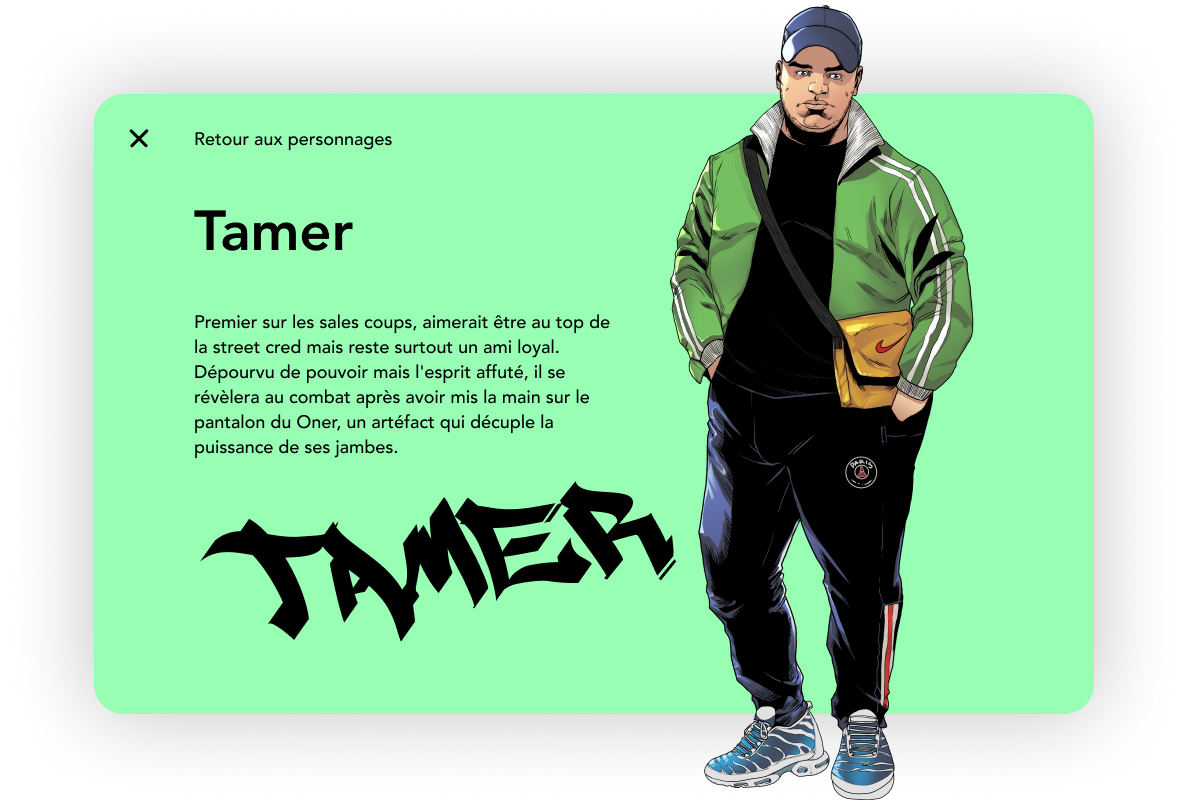 Retour aux personnages
Tamer
Premier sur les sales coups, aimerait être au top de
la street cred mais reste surtout un ami loyal.
Dépourvu de pouvoir mais l'esprit affuté, il se
révèlera au combat après avoir mis la main sur le
pantalon du Oner, un artéfact qui décuple la
puissance de ses jambes.
TAMER
PARIS